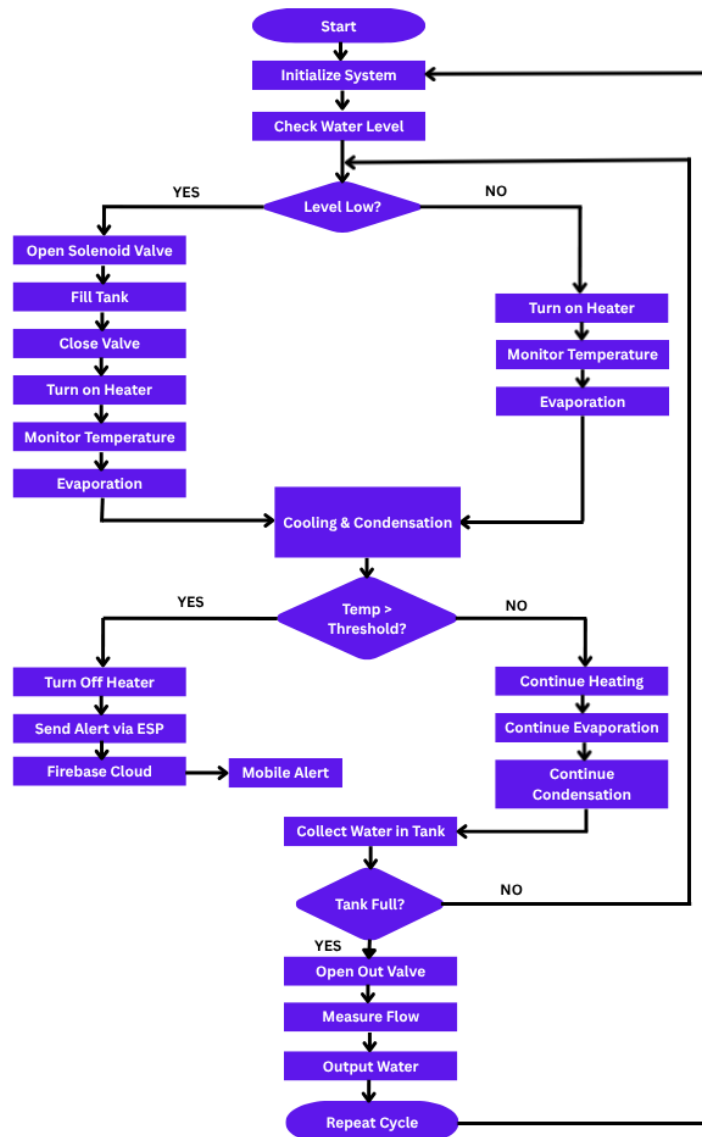 Start
Initialize System
Check Water Level
Level Low?
YES
NO
Open Solenoid Valve
Fill Tank
Close Valve
Turn on Heater
Monitor Temperature
Evaporation
Turn on Heater
Monitor Temperature
Evaporation
Cooling & Condensation
Temp >
Threshold?
YES
NO
Turn Off Heater
Send Alert via ESP
Firebase Cloud
Mobile Alert
Continue Heating
Continue Evaporation
Continue
Condensation
Collect Water in Tank
Tank Full?
NO
YES
Open Out Valve
Measure Flow
Output Water
Repeat Cycle